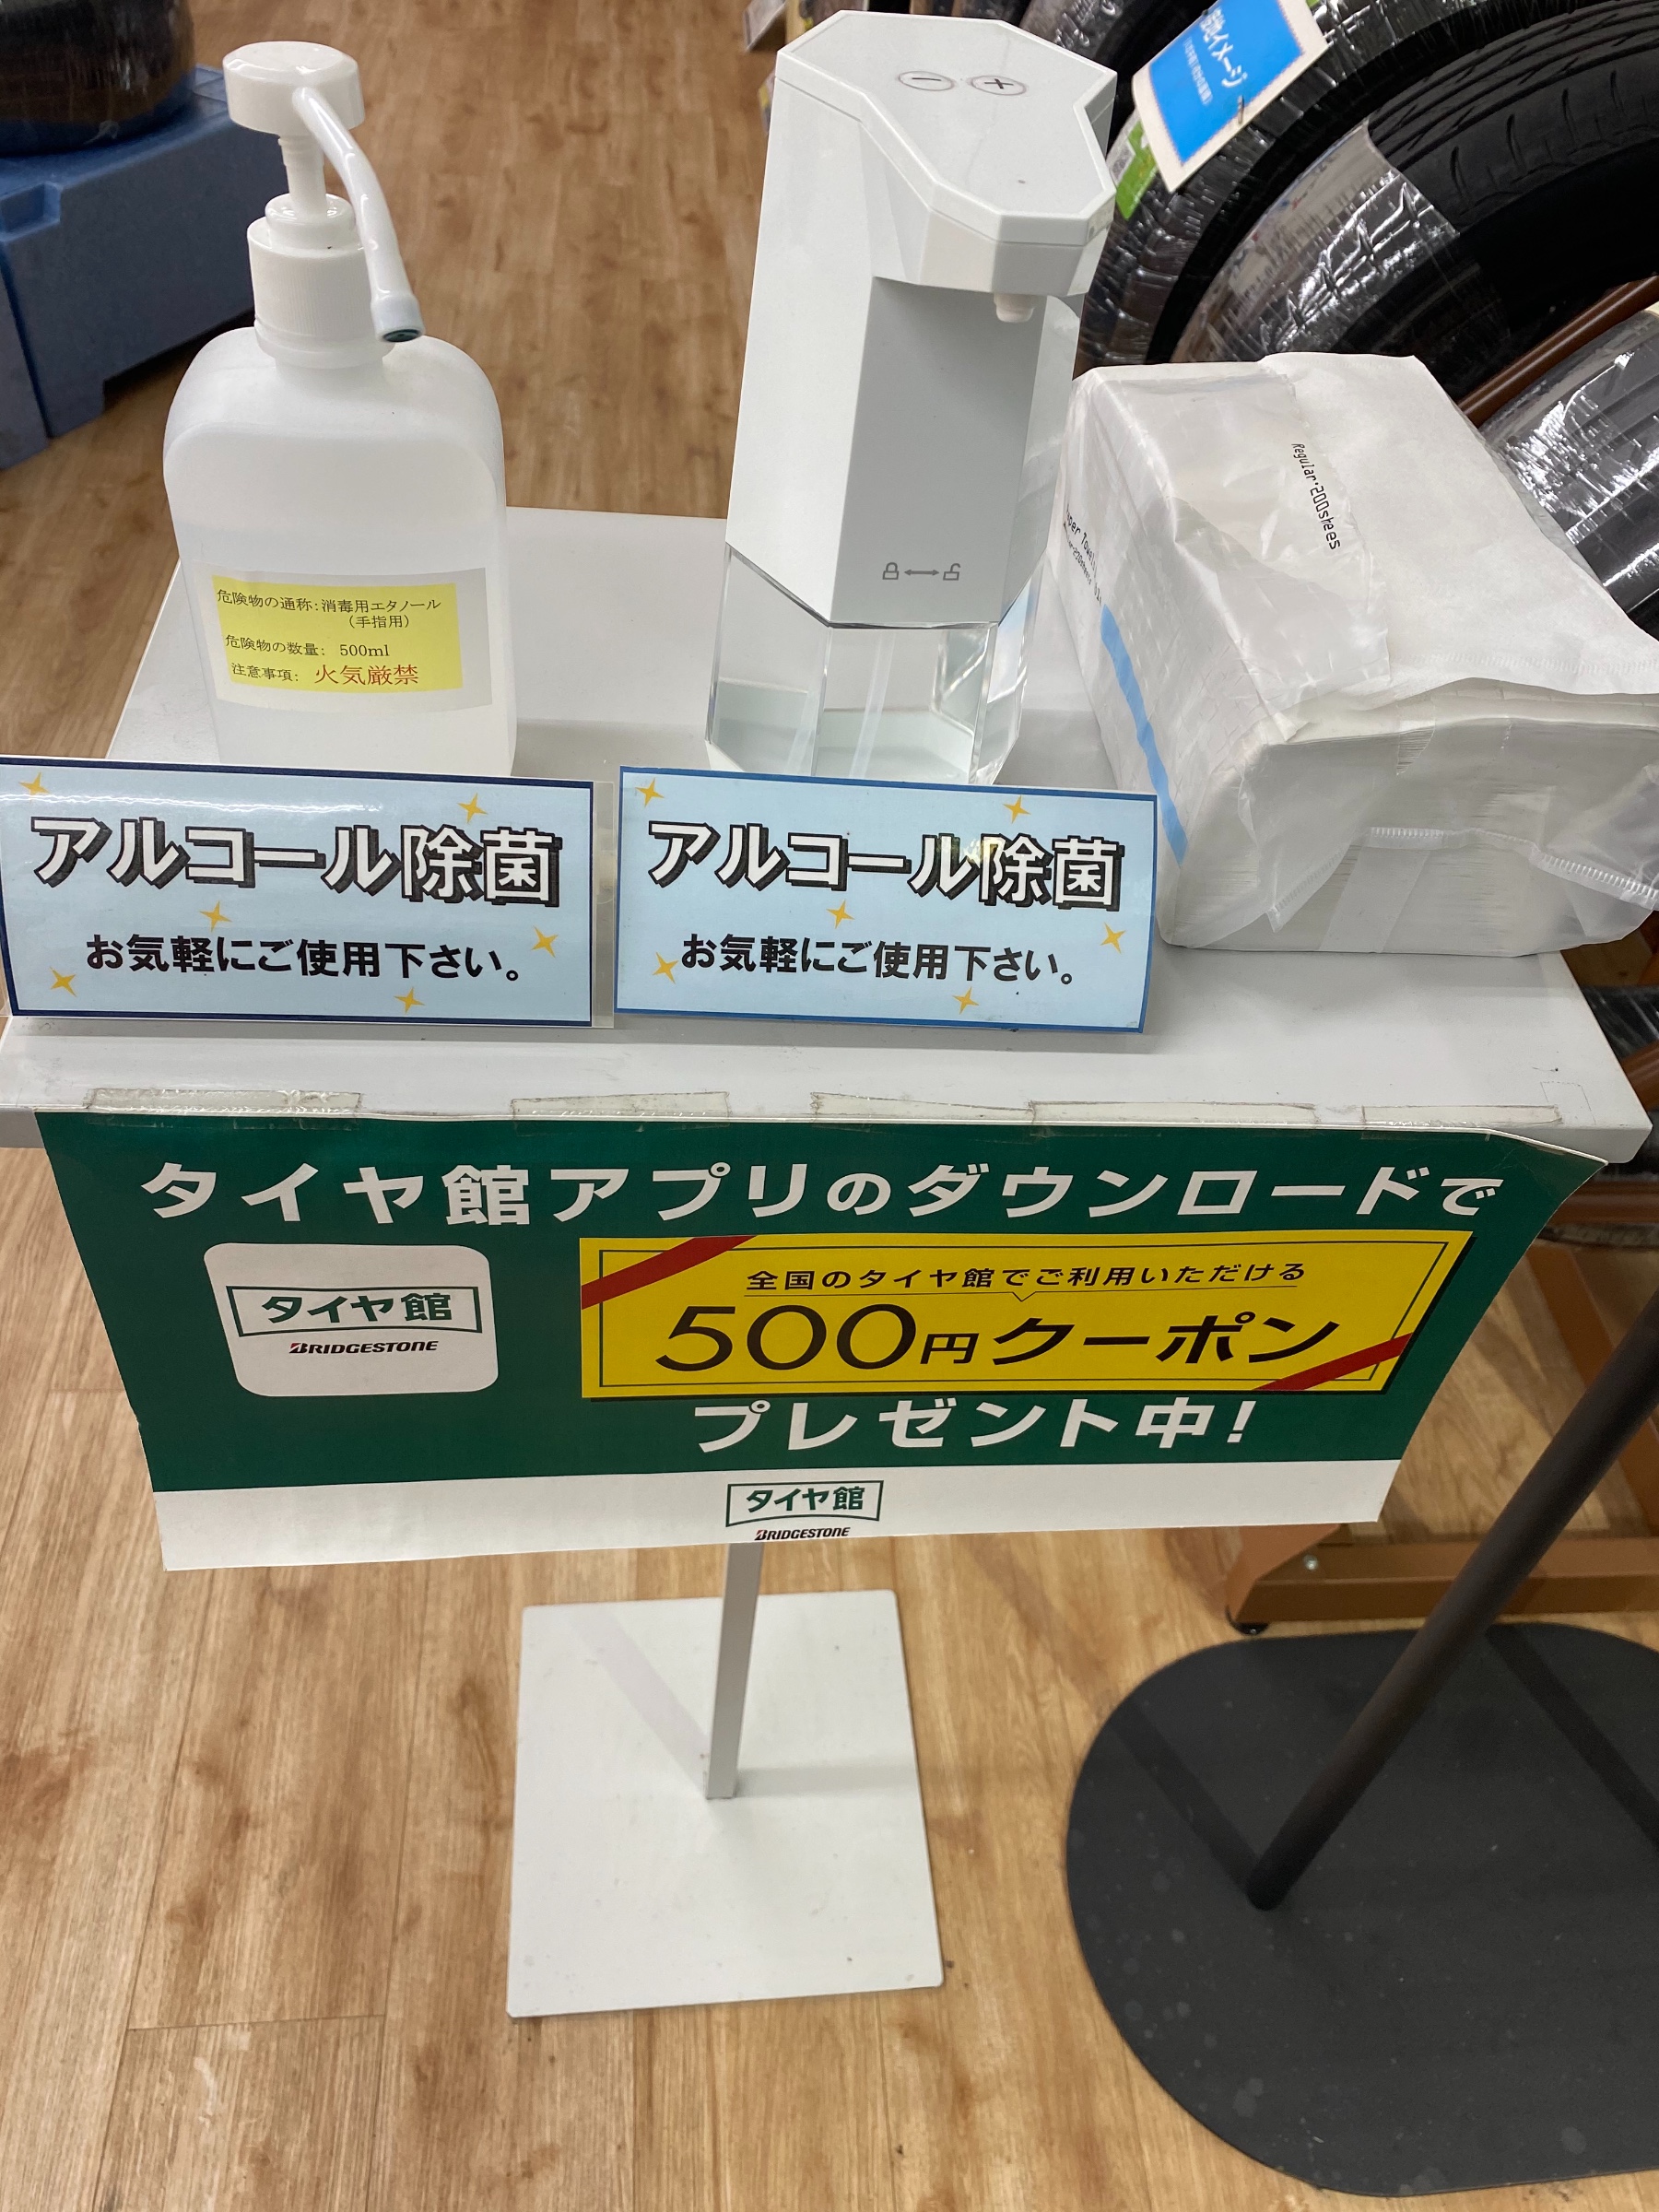 イメージ
Regular・200shees
危険物の通称：消毒用エタノール
（手指用）
危険物の数量： 500ml
注意事項： 火気厳禁
アルコール除菌
お気軽にご使用下さい。
アルコール除菌
お気軽にご使用下さい。
タイヤ館アプリのダウンロードで
タイヤ館
BRIDGESTONE
全国のタイヤ館でご利用いただける
500円クーポン
プレゼント中！
タイヤ館
BRIDGESTONE